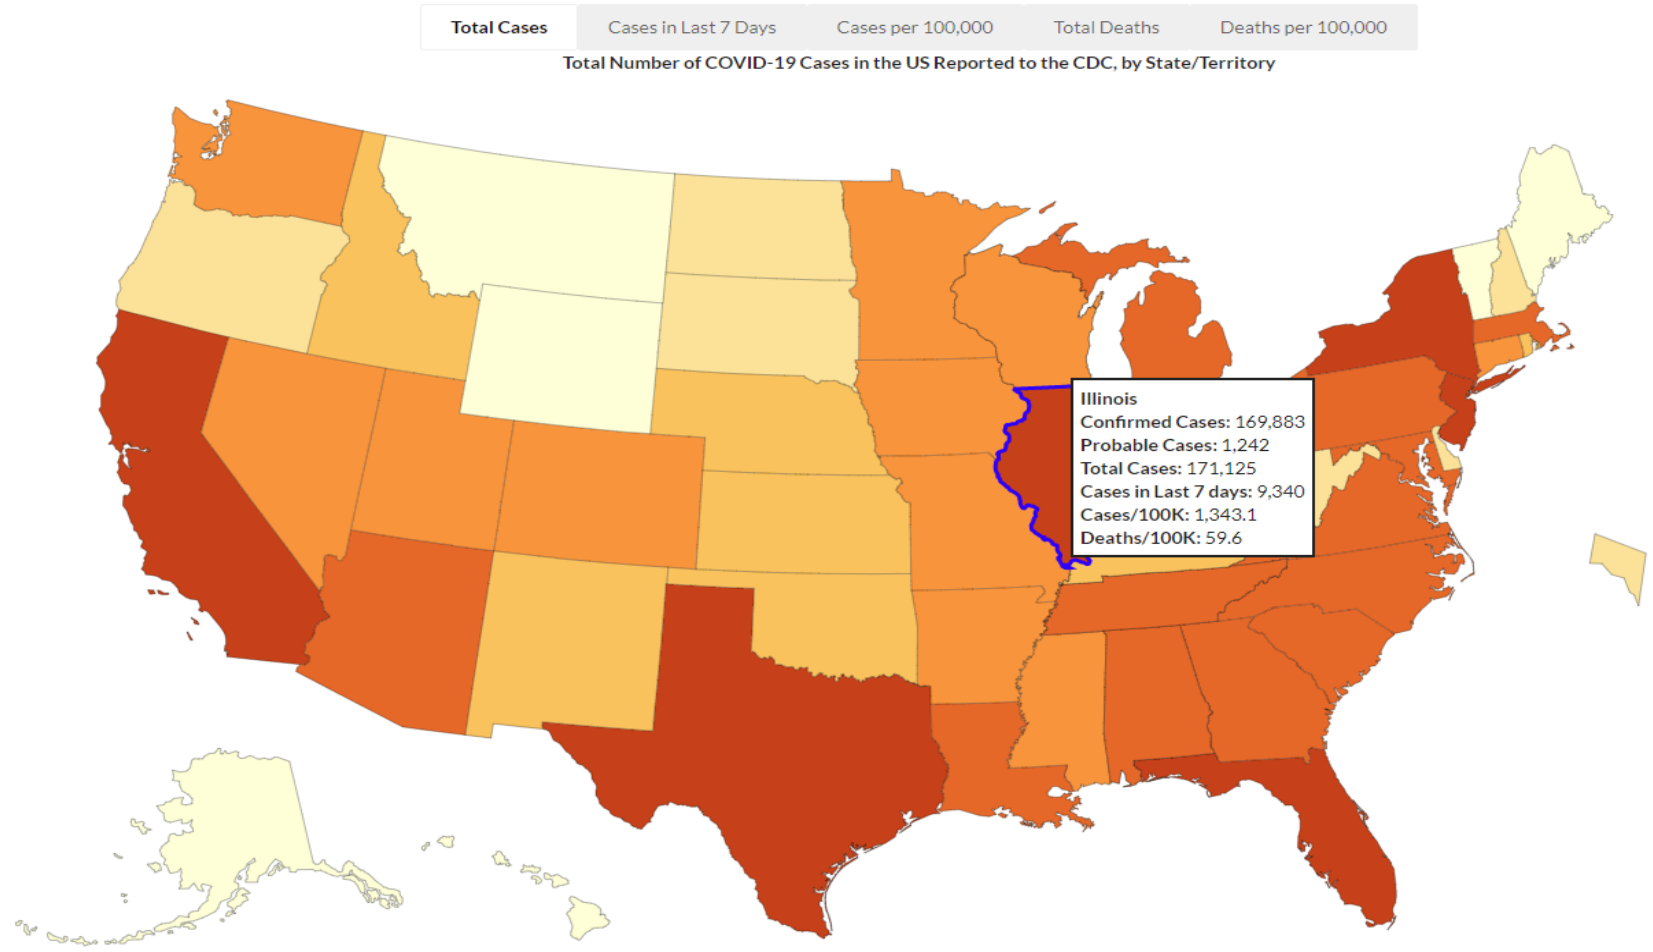 Total Cases Cases in Last 7 Days Cases per 100,000 Total Deaths Deaths per 100,000
Total Number of COVID-19 Cases in the US Reported to the CDC, by State/Territory
Illinois
Confirmed Cases: 169,883
Probable Cases: 1,242
Total Cases: 171,125
Cases in Last 7 days: 9,340
Cases/100K: 1,343.1
Deaths/100K: 59.6